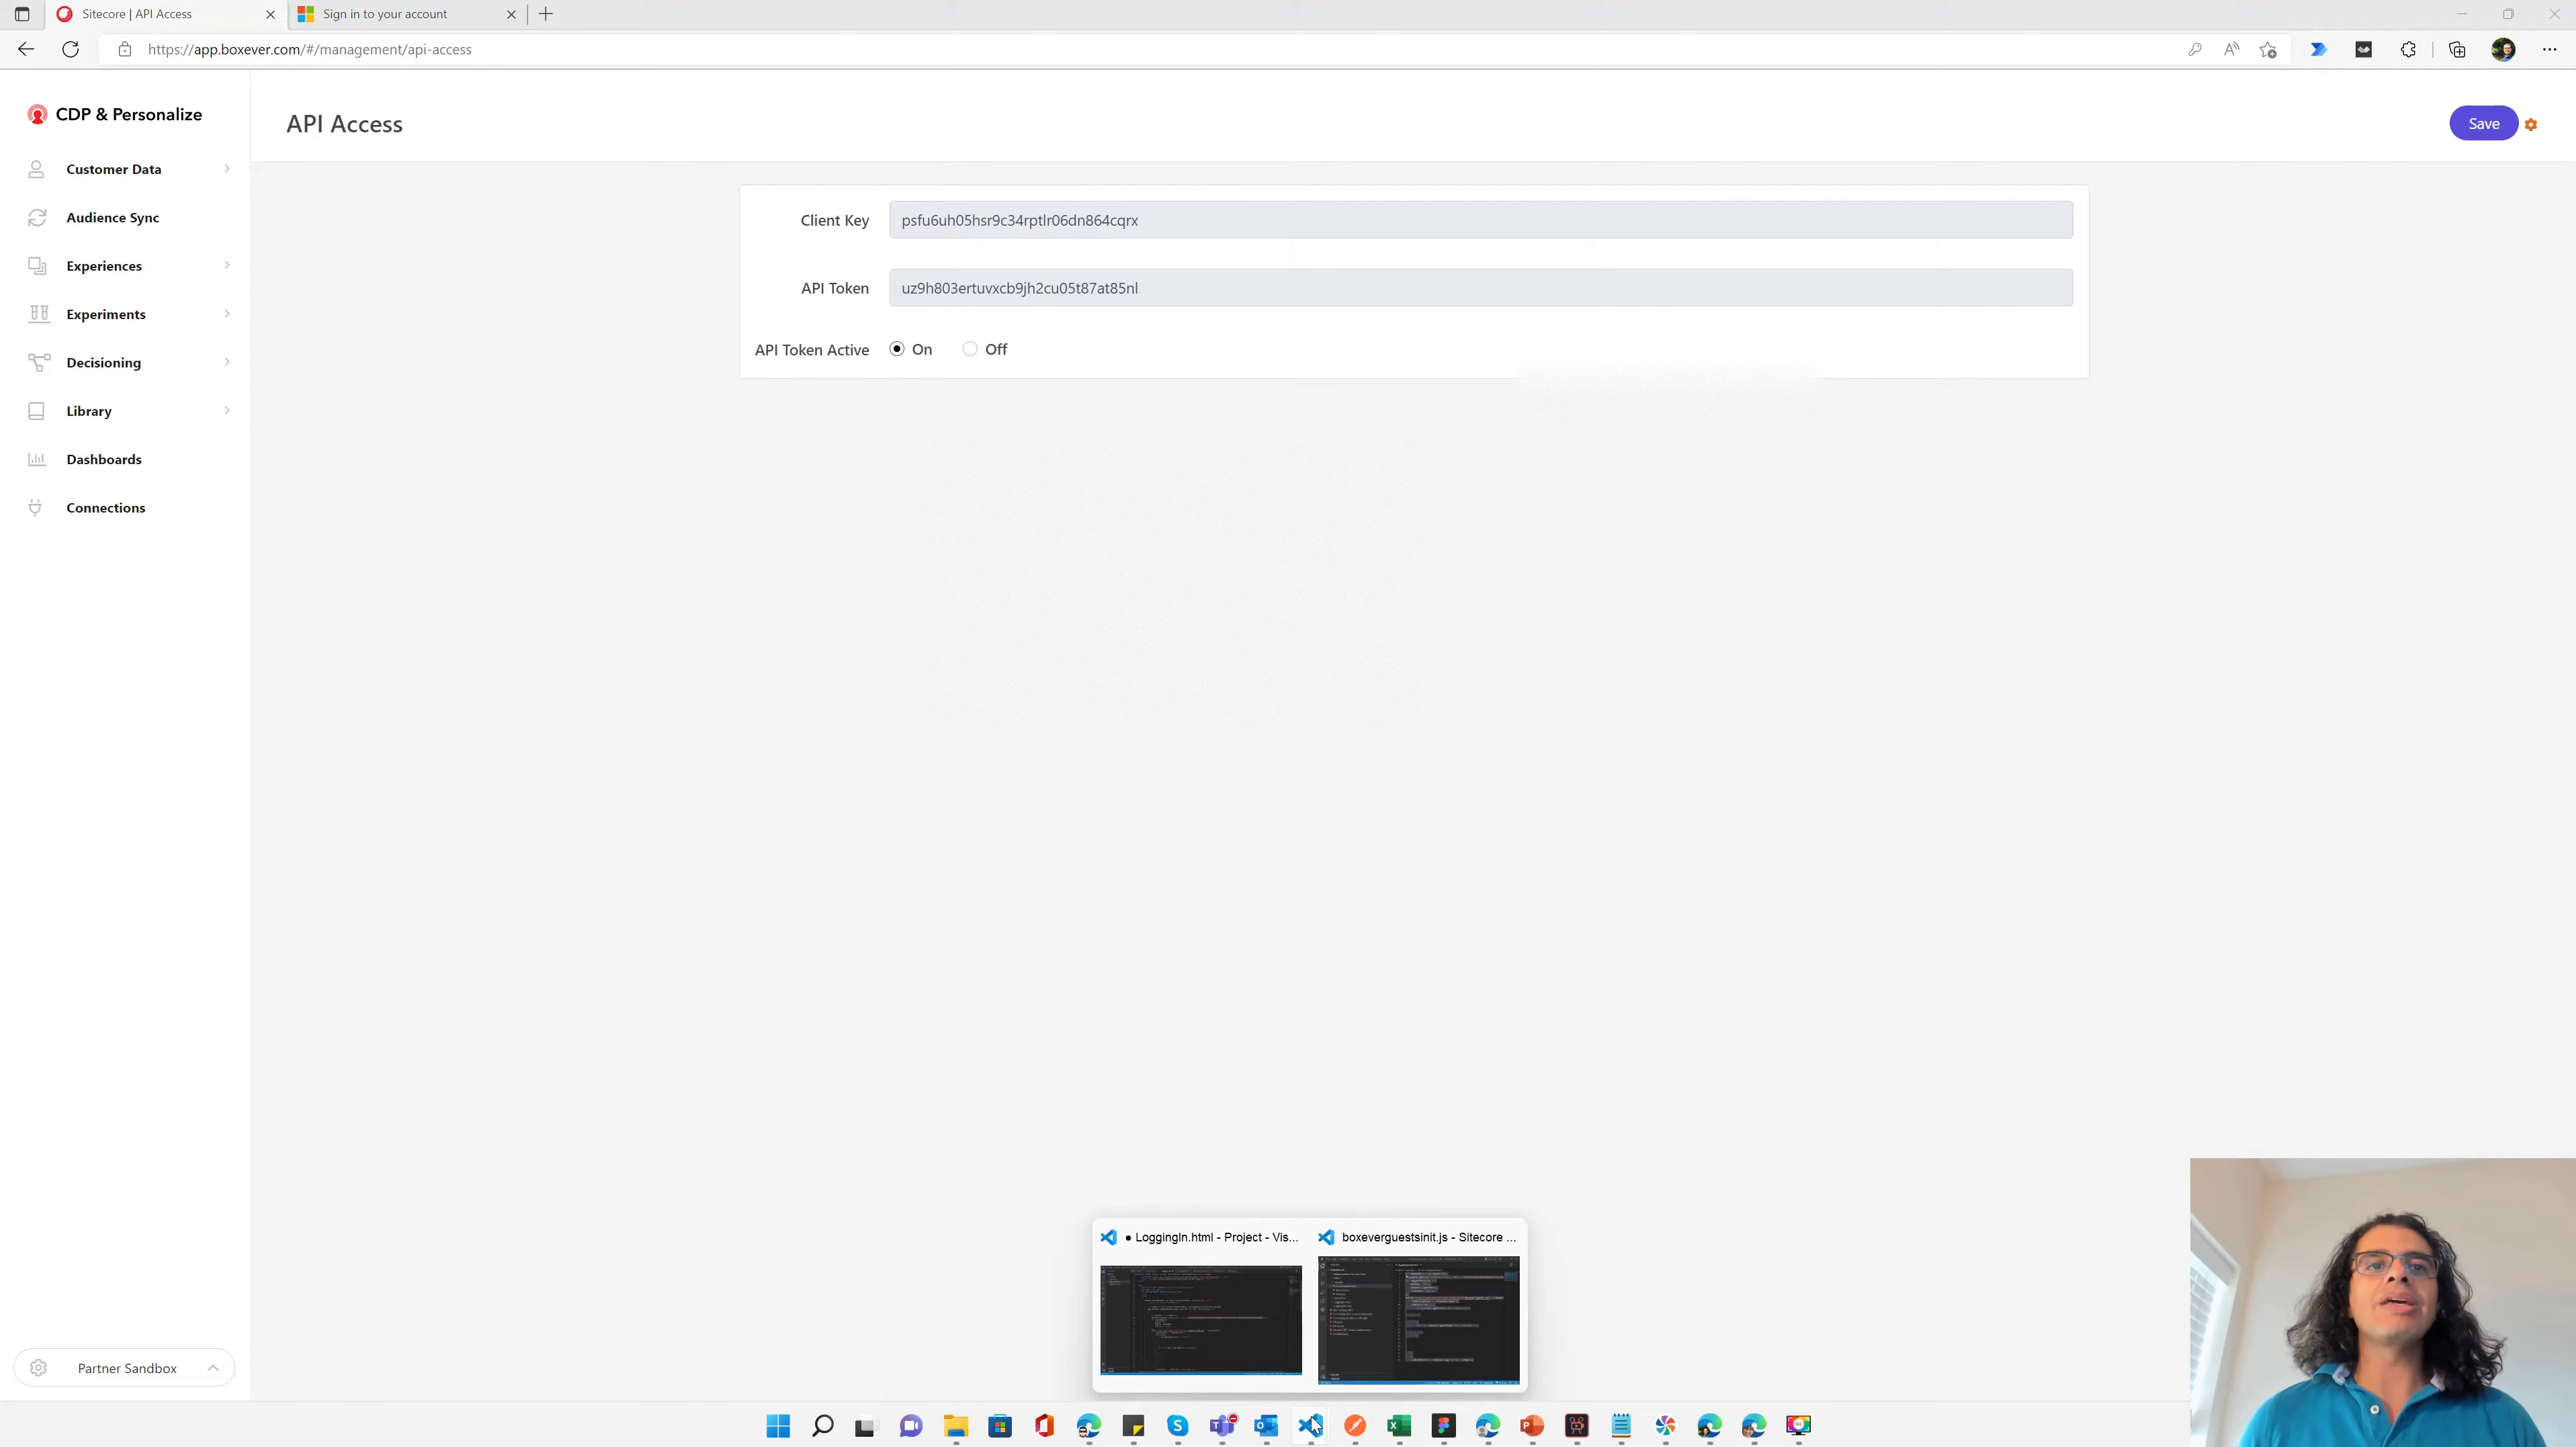 Sitecore | API Access
Sign in to your account
https://app.boxever.com/#/management/api-access
CDP & Personalize
API Access
Save
Customer Data
Audience Sync
Experiences
Experiments
Decisioning
Library
Dashboards
Connections
Client Key
psfu6uh05hsr9c34rptlr06dn864cqrx
API Token
uz9h803ertuvxcb9jh2cu05t87at85nl
API Token Active
On
Off
● LoggingIn.html - Project - Vis...
boxeverguestsinit.js - Sitecore ...
Partner Sandbox